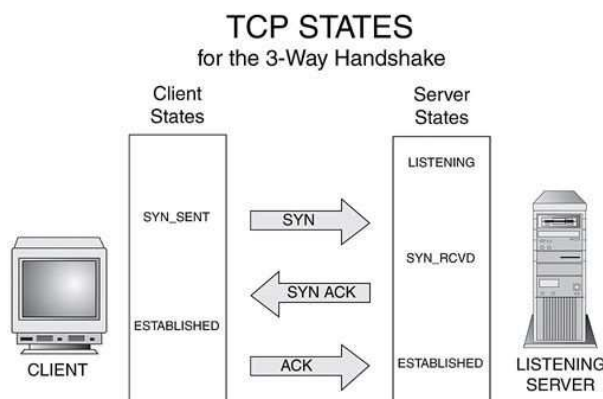 TCP STATES
for the 3-Way Handshake
Client
States
Server
States
LISTENING
SYN_SENT
SYN
SYN_RCVD
SYN ACK
ESTABLISHED
ACK
ESTABLISHED
CLIENT
LISTENING
SERVER